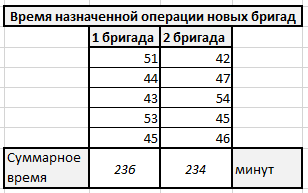 Время назначенной операции новых бригад
1 бригада 2 бригада
51 42
44 47
43 54
53 45
45 46
Суммарное время 236 234 минут